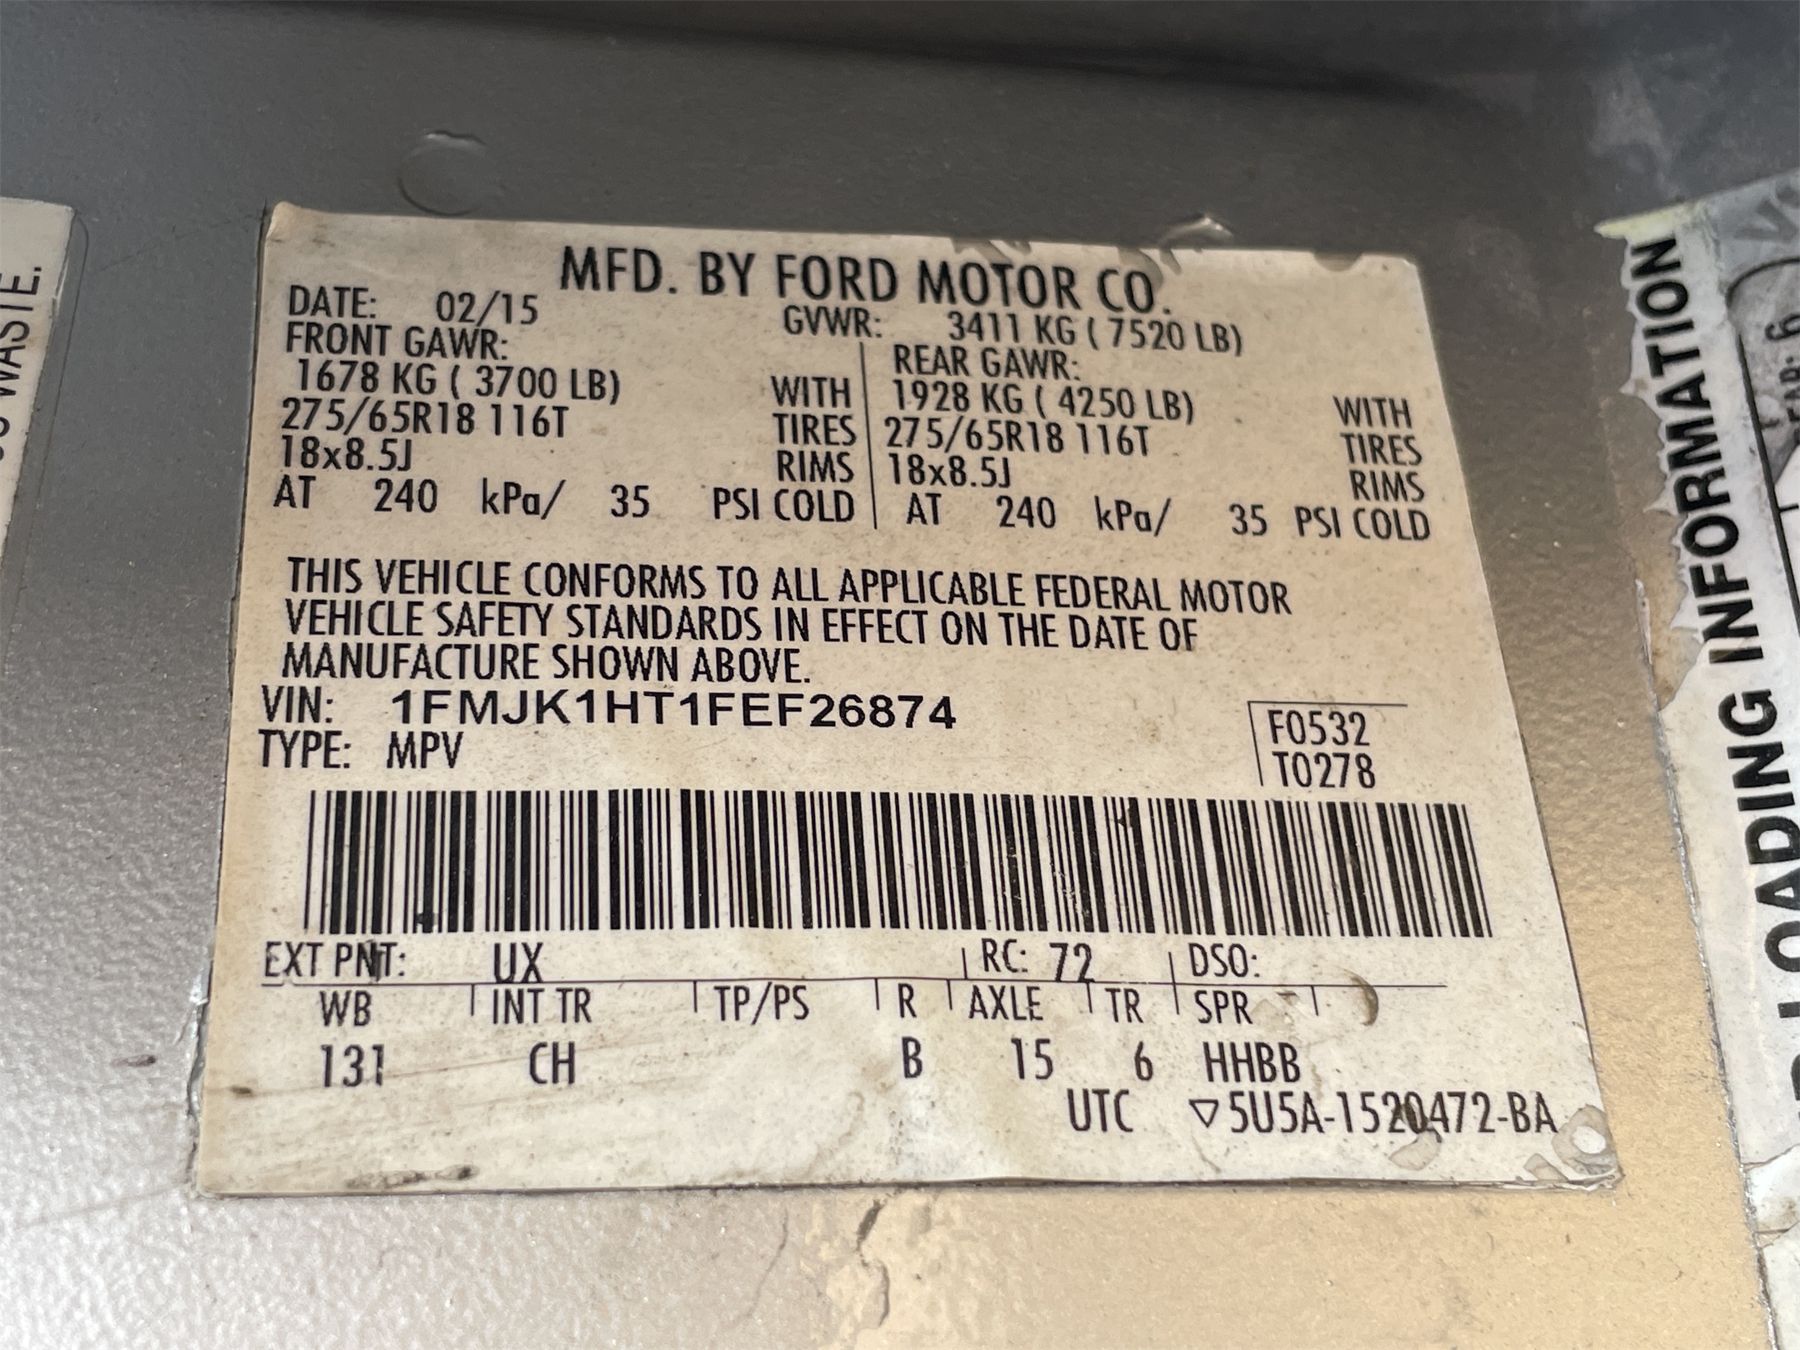 MFD. BY FORD MOTOR CO.
DATE: 02/15
GVWR: 3411 KG ( 7520 LB)
FRONT GAWR:
1678 KG ( 3700 LB) WITH
275/65R18 116T TIRES
18x8.5J RIMS
AT 240 kPa/ 35 PSI COLD
REAR GAWR:
1928 KG ( 4250 LB) WITH
275/65R18 116T TIRES
18x8.5J RIMS
AT 240 kPa/ 35 PSI COLD
THIS VEHICLE CONFORMS TO ALL APPLICABLE FEDERAL MOTOR
VEHICLE SAFETY STANDARDS IN EFFECT ON THE DATE OF
MANUFACTURE SHOWN ABOVE.
VIN: 1FMJK1HT1FEF26874
TYPE: MPV
F0532
T0278
EXT PNT: UX RC: 72 DSO:
WB INT TR TP/PS R AXLE TR SPR
131 CH B 15 6 HHBB
UTC ▽5U5A-1520472-BA
WASTE.
LOADING INFORMATION